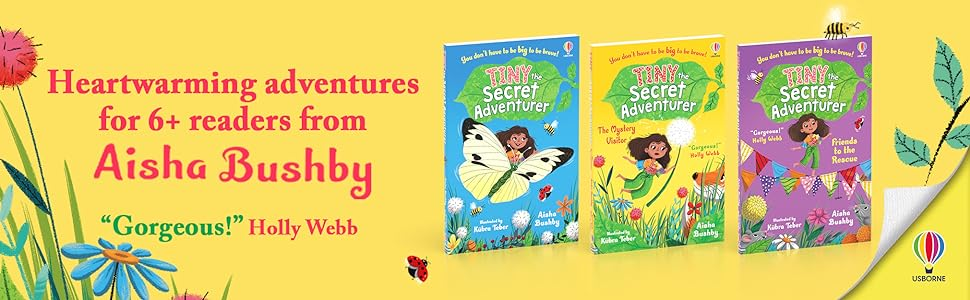 Heartwarming adventures
for 6+ readers from
Aisha Bushby
“Gorgeous!” Holly Webb
You don't have to be big to be brave!
TINY the
Secret
Adventurer
Illustrated by
Kübra Teber
Aisha
Bushby
You don't have to be big to be brave!
TINY the
Secret
Adventurer
The Mystery
Visitor
“Gorgeous!”
Holly Webb
Illustrated by
Kübra Teber
Aisha
Bushby
You don't have to be big to be brave!
TINY the
Secret
Adventurer
“Gorgeous!”
Holly Webb
Friends
to the
Rescue
Illustrated by
Kübra Teber
Aisha
Bushby
USBORNE